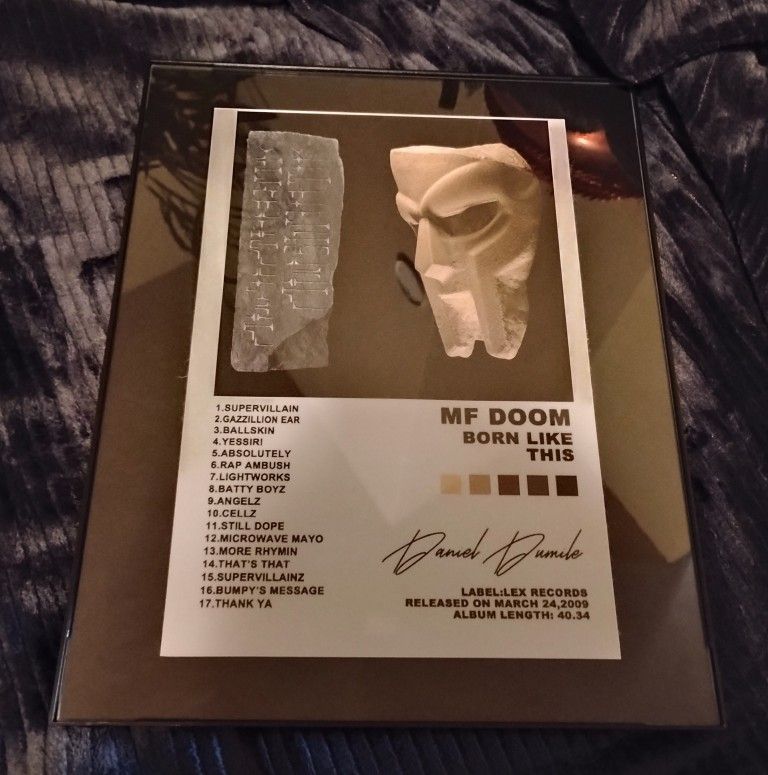 1.SUPERVILLAIN
2.GAZZILLION EAR
3.BALLSKIN
4.YESSIR!
5.ABSOLUTELY
6.RAP AMBUSH
7.LIGHTWORKS
8.BATTY BOYZ
9.ANGELZ
10.CELLZ
11.STILL DOPE
12.MICROWAVE MAYO
13.MORE RHYMIN
14.THAT'S THAT
15.SUPERVILLAINZ
16.BUMPY'S MESSAGE
17.THANK YA
MF DOOM
BORN LIKE
THIS
Daniel Dumile
LABEL:LEX RECORDS
RELEASED ON MARCH 24,2009
ALBUM LENGTH: 40.34